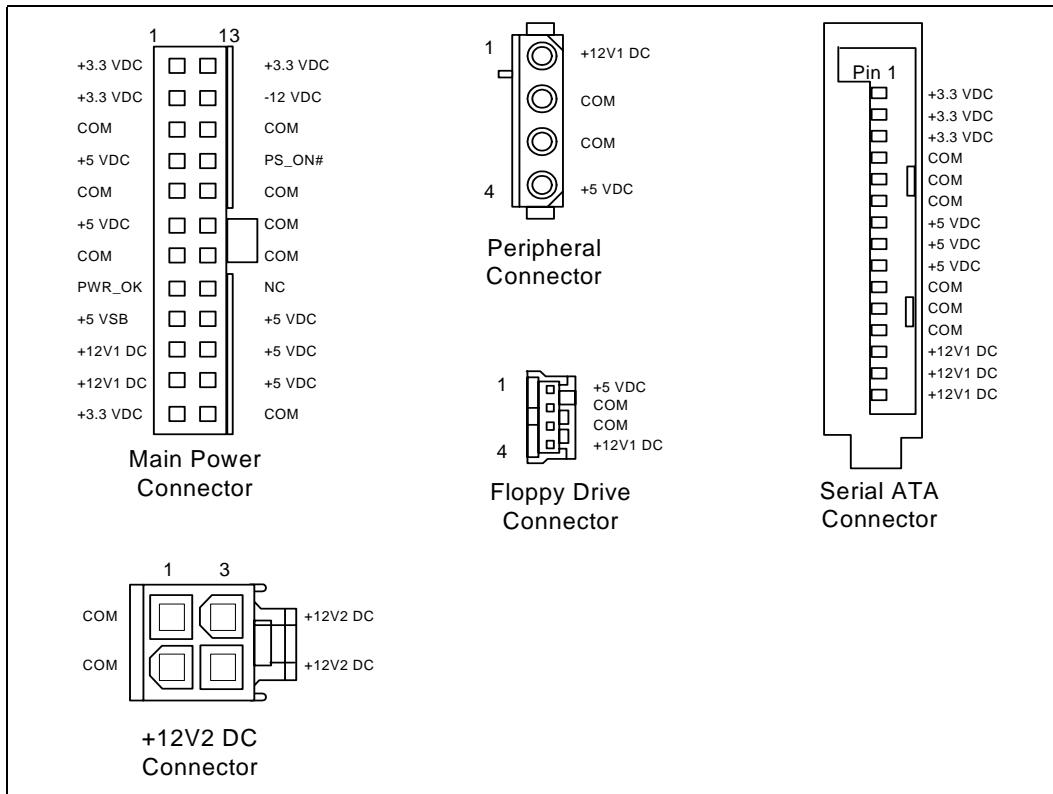 1 13
+3.3 VDC +3.3 VDC
+3.3 VDC -12 VDC
COM COM
+5 VDC PS_ON#
COM COM
+5 VDC COM
COM COM
PWR_OK NC
+5 VSB +5 VDC
+12V1 DC +5 VDC
+12V1 DC +5 VDC
+3.3 VDC COM
Main Power
Connector
1 +12V1 DC
COM
COM
4 +5 VDC
Peripheral
Connector
1 +5 VDC
COM
COM
4 +12V1 DC
Floppy Drive
Connector
Pin 1
+3.3 VDC
+3.3 VDC
+3.3 VDC
COM
COM
COM
+5 VDC
+5 VDC
+5 VDC
COM
COM
COM
+12V1 DC
+12V1 DC
+12V1 DC
Serial ATA
Connector
1 3
COM +12V2 DC
COM +12V2 DC
+12V2 DC
Connector